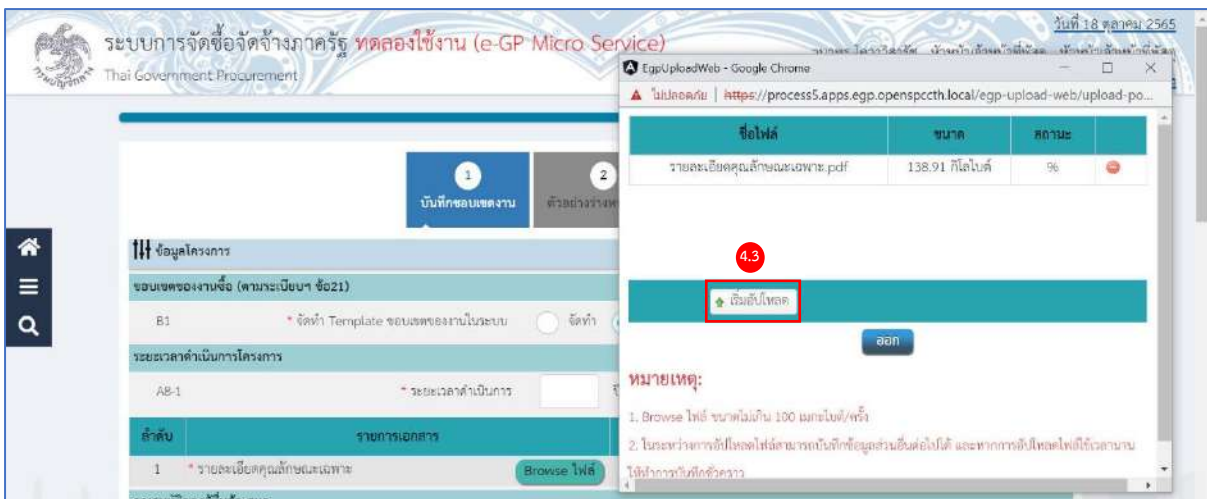 วันที่ 18 ตุลาคม 2565
ระบบการจัดซื้อจัดจ้างภาครัฐ ทดลองใช้งาน (e-GP Micro Service)
Thai Government Procurement
EgpUploadWeb - Google Chrome
ไม่ปลอดภัย | https://process5.apps.egp.openspccth.local/egp-upload-web/upload-po...
ชื่อไฟล์ ขนาด สถานะ
รายละเอียดคุณลักษณะเฉพาะ.pdf 138.91 กิโลไบต์ %
1 2
บันทึกขอบเขตงาน
ข้อมูลโครงการ
4.3
ขอบเขตของงานซื้อ (ตามระเบียบฯ ข้อ21)
เริ่มอัปโหลด
B1 * จัดทำ Template ขอบเขตของงานในระบบ จัดทำ
ออก
ระยะเวลาดำเนินการโครงการ
หมายเหตุ:
A8-1 * ระยะเวลาดำเนินการ
1. Browse ไฟล์ ขนาดไม่เกิน 100 เมกะไบต์/ครั้ง
ลำดับ รายการเอกสาร
2. ในระหว่างการอัปโหลดไฟล์สามารถบันทึกข้อมูลส่วนอื่นต่อไปได้ และหากการอัปโหลดไฟล์ใช้เวลานาน
1 * รายละเอียดคุณลักษณะเฉพาะ Browse ไฟล์
ให้ทำการบันทึกชั่วคราว